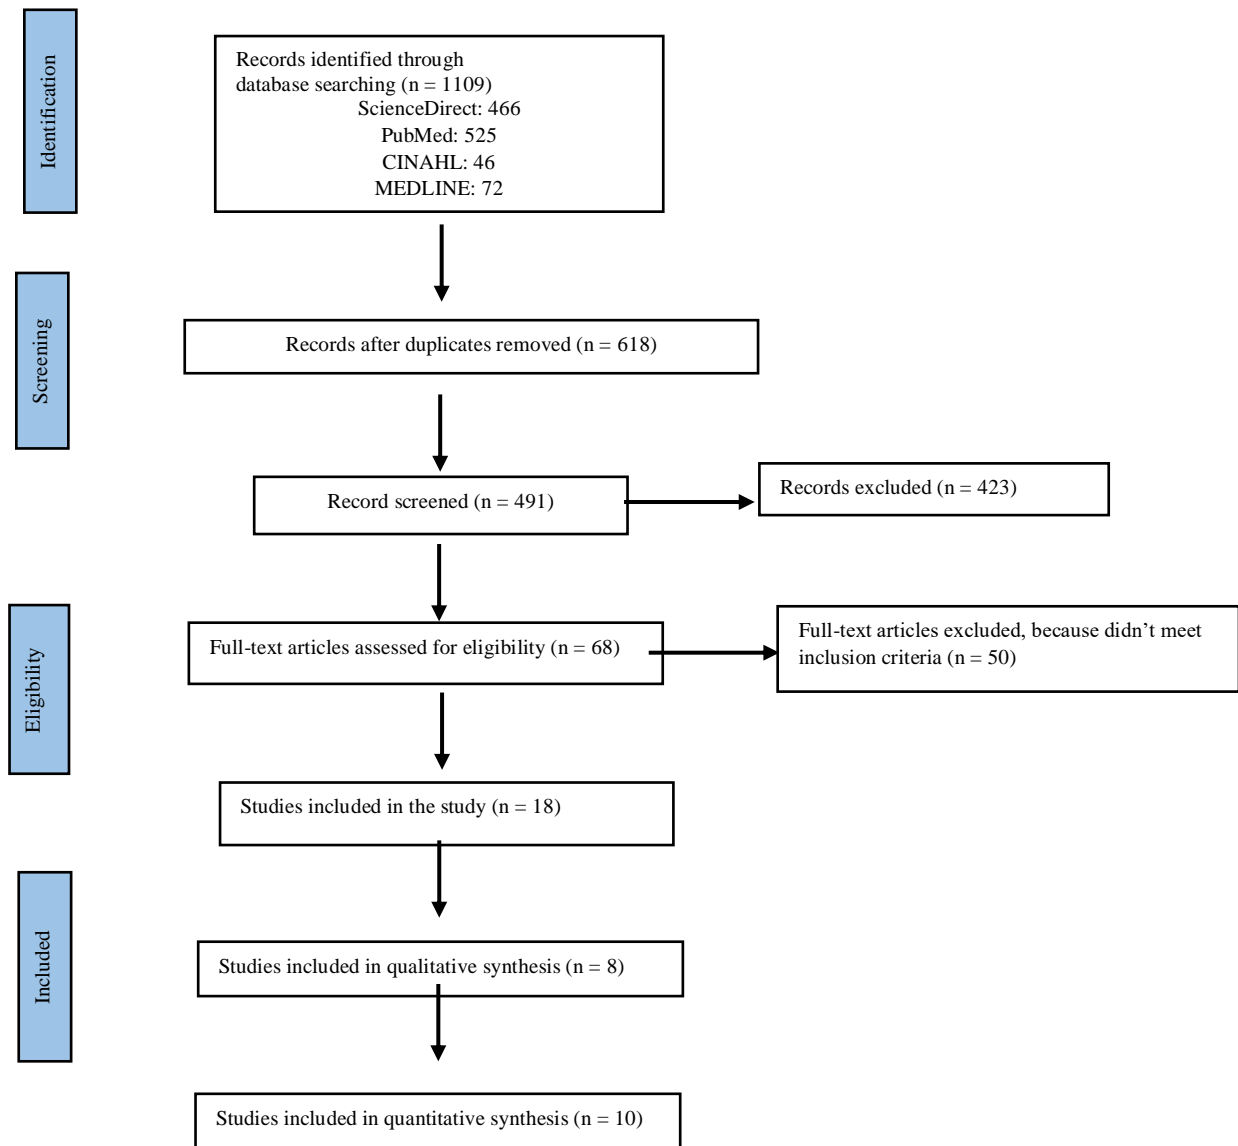 Identification
Records identified through
database searching (n = 1109)
ScienceDirect: 466
PubMed: 525
CINAHL: 46
MEDLINE: 72
Screening
Records after duplicates removed (n = 618)
Record screened (n = 491)
Records excluded (n = 423)
Eligibility
Full-text articles assessed for eligibility (n = 68)
Full-text articles excluded, because didn’t meet
inclusion criteria (n = 50)
Studies included in the study (n = 18)
Included
Studies included in qualitative synthesis (n = 8)
Studies included in quantitative synthesis (n = 10)